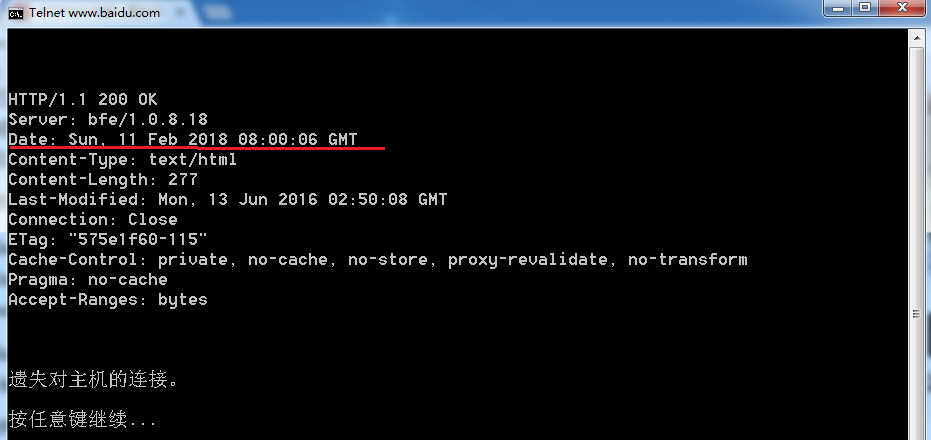 Telnet www.baidu.com
HTTP/1.1 200 OK
Server: bfe/1.0.8.18
Date: Sun, 11 Feb 2018 08:00:06 GMT
Content-Type: text/html
Content-Length: 277
Last-Modified: Mon, 13 Jun 2016 02:50:08 GMT
Connection: Close
ETag: "575e1f60-115"
Cache-Control: private, no-cache, no-store, proxy-revalidate, no-transform
Pragma: no-cache
Accept-Ranges: bytes
遗失对主机的连接。
按任意键继续...